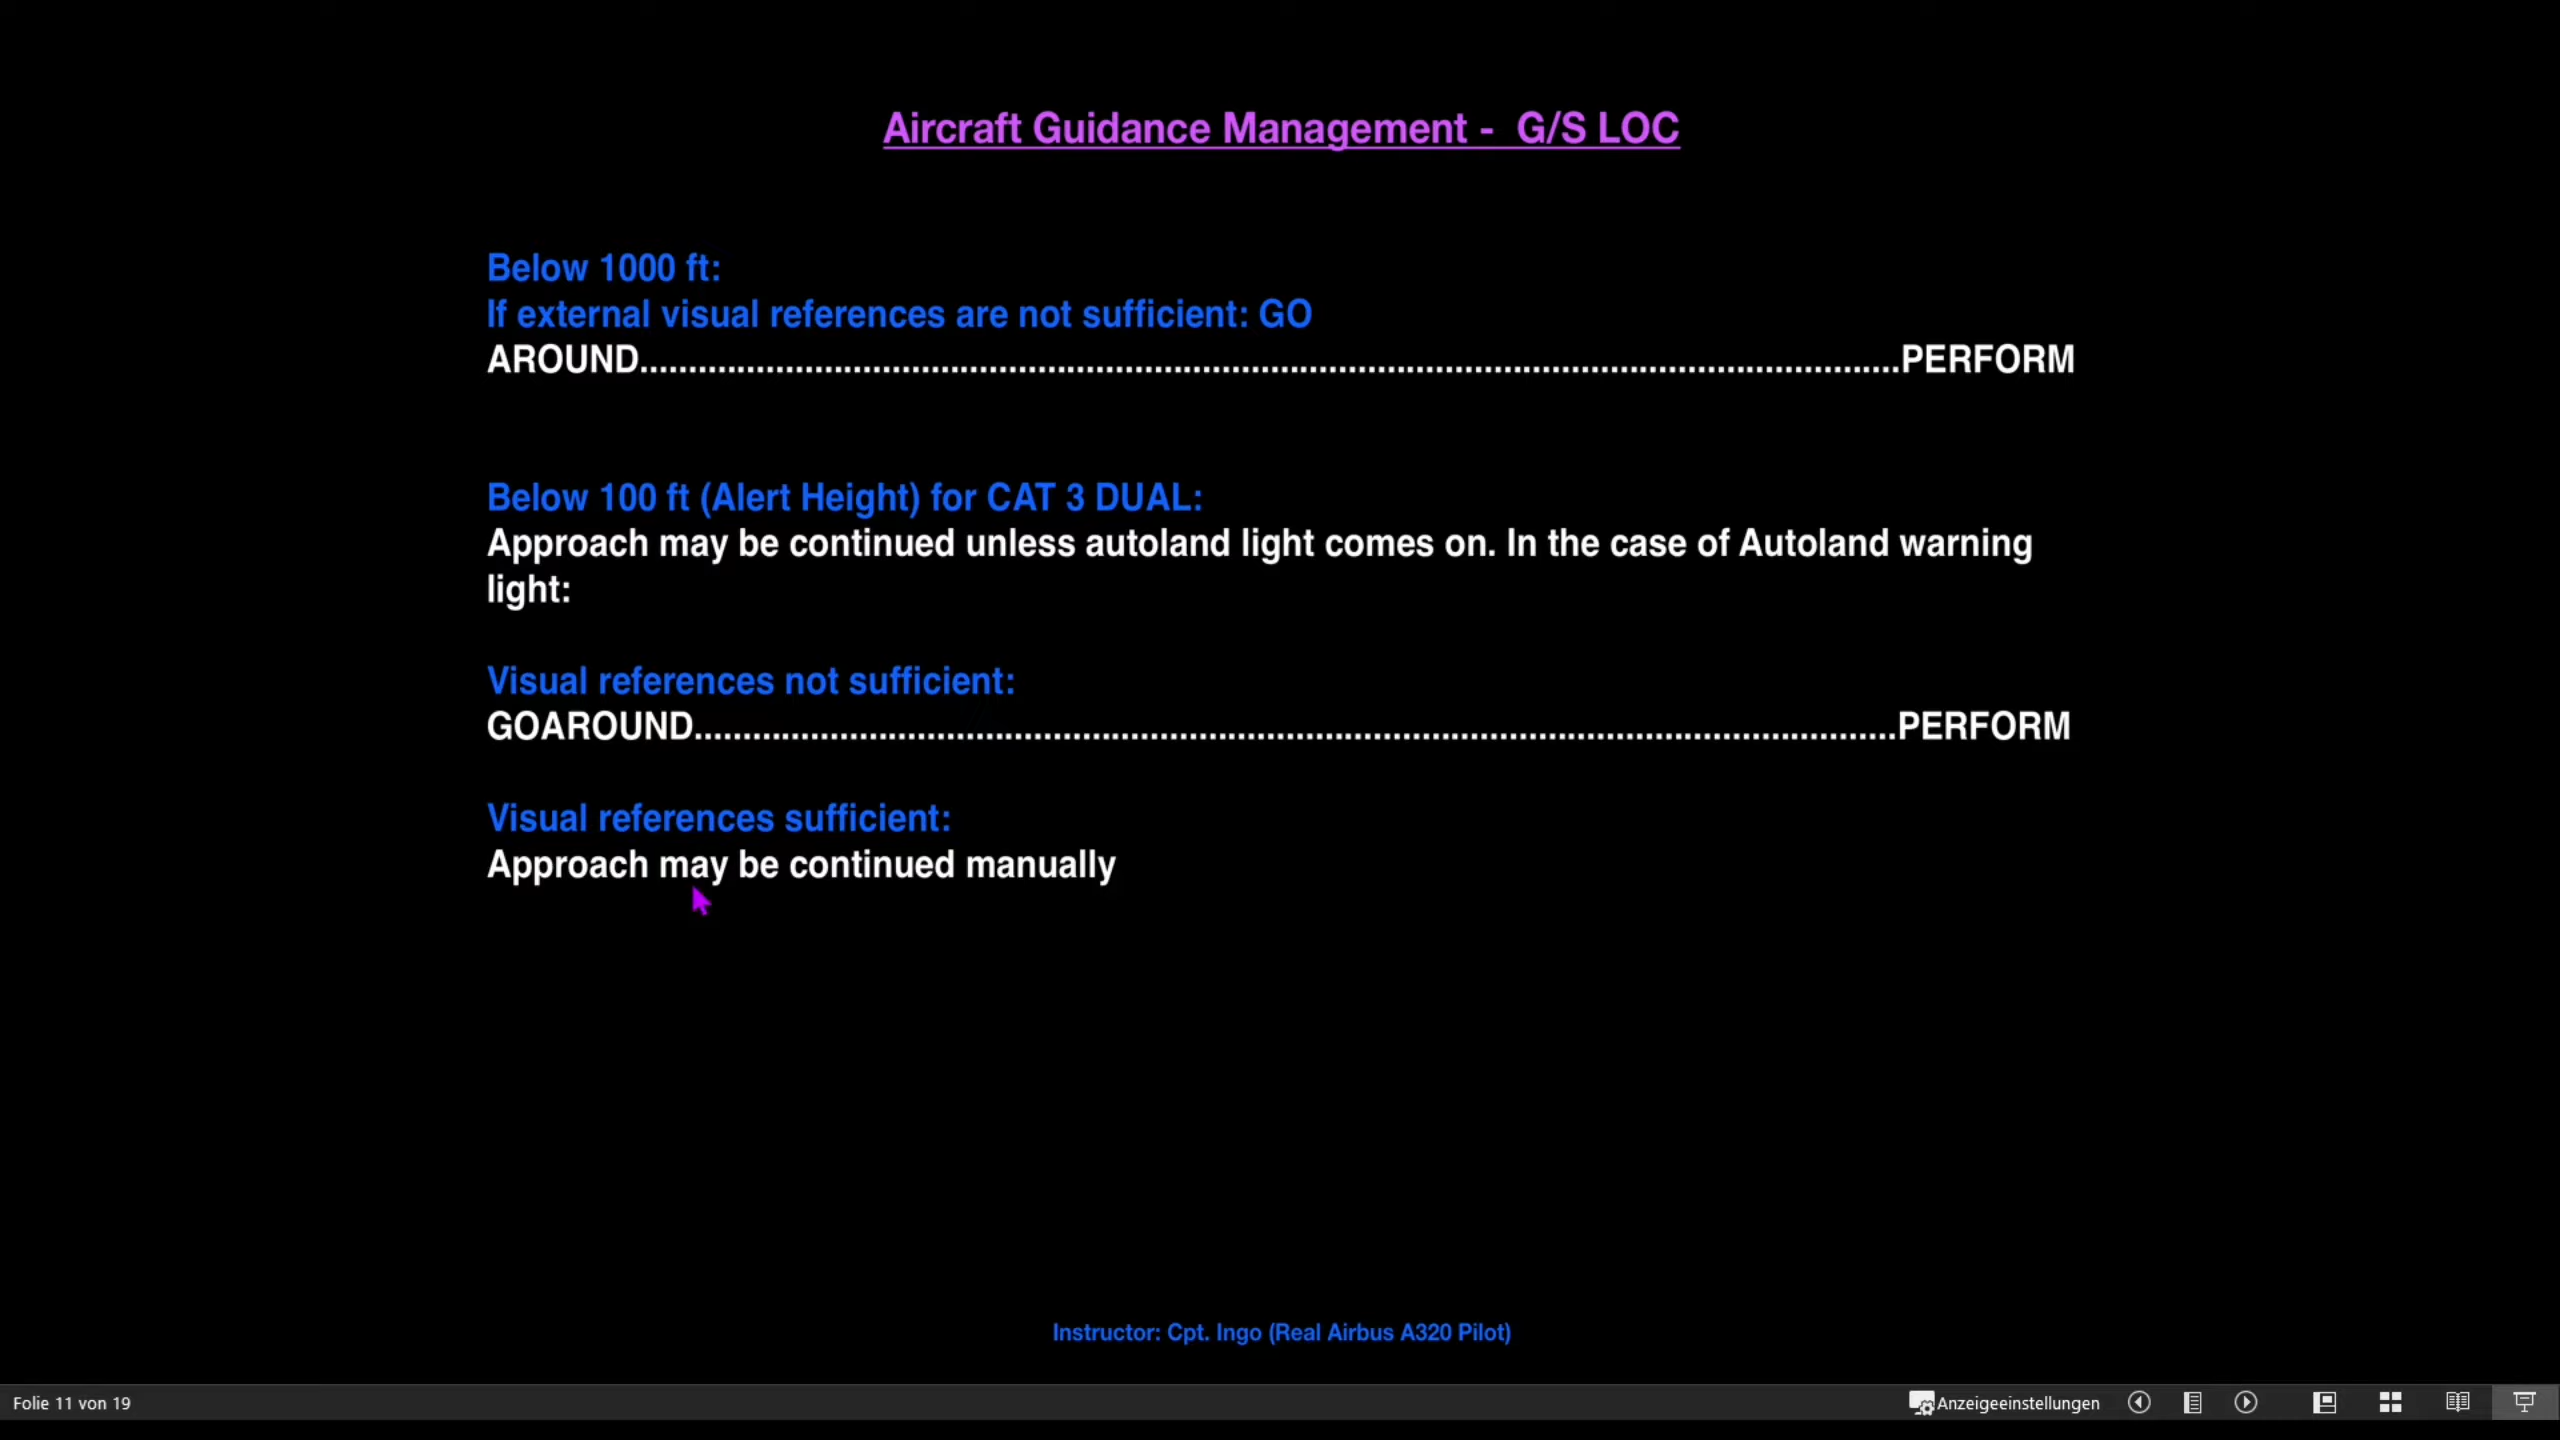 Aircraft Guidance Management -  G/S LOC
Below 1000 ft:
If external visual references are not sufficient: GO
AROUND..................................................................................................................................PERFORM
Below 100 ft (Alert Height) for CAT 3 DUAL:
Approach may be continued unless autoland light comes on. In the case of Autoland warning
light:
Visual references not sufficient:
GOAROUND............................................................................................................................PERFORM
Visual references sufficient:
Approach may be continued manually
Instructor: Cpt. Ingo (Real Airbus A320 Pilot)
Folie 11 von 19
Anzeigeeinstellungen